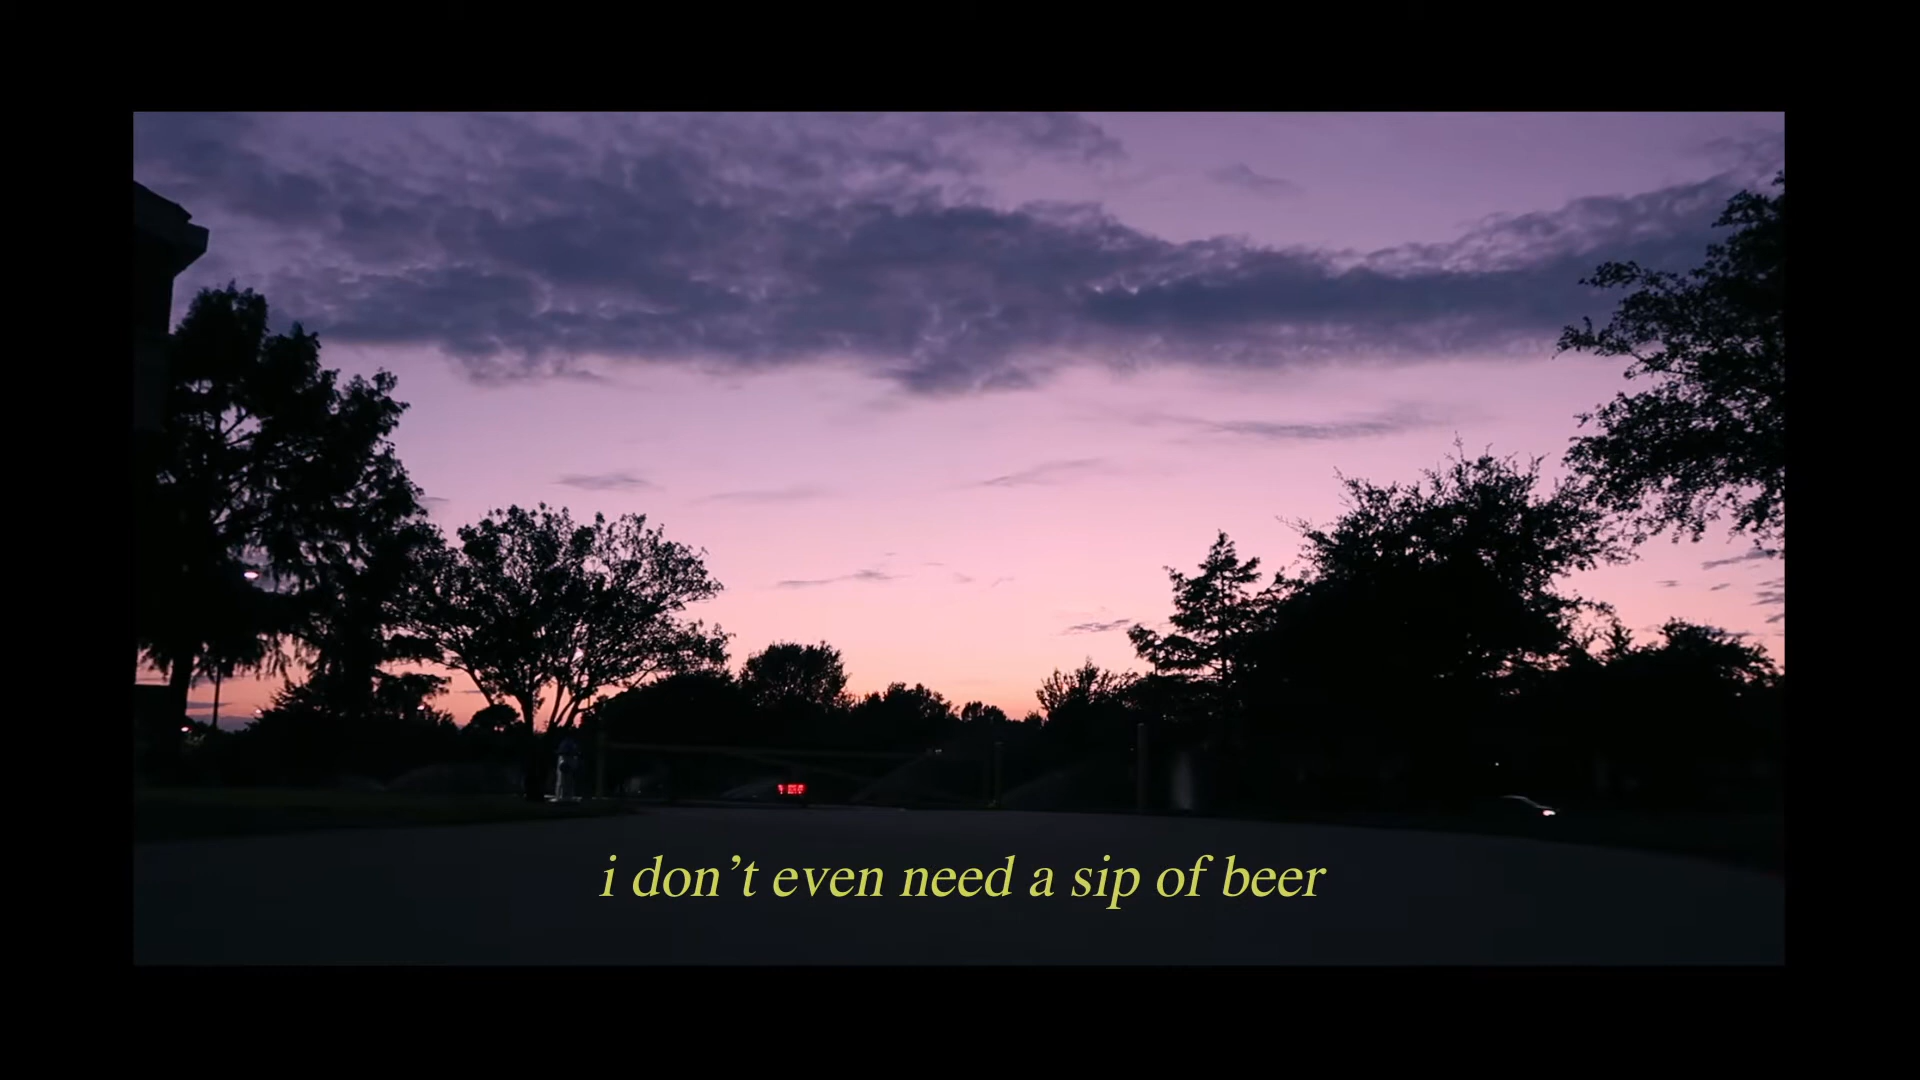 i don’t even need a sip of beer